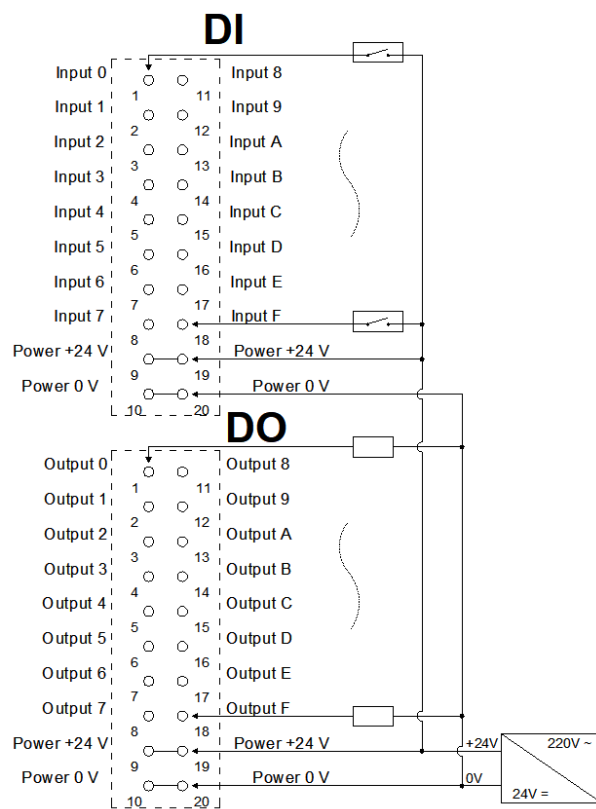 DI
Input 0 Input 8
1 11
Input 1 Input 9
2 12
Input 2 Input A
3 13
Input 3 Input B
4 14
Input 4 Input C
5 15
Input 5 Input D
6 16
Input 6 Input E
7 17
Input 7 Input F
8 18
Power +24 V Power +24 V
9 19
Power 0 V Power 0 V
10 20
DO
Output 0 Output 8
1 11
Output 1 Output 9
2 12
Output 2 Output A
3 13
Output 3 Output B
4 14
Output 4 Output C
5 15
Output 5 Output D
6 16
Output 6 Output E
7 17
Output 7 Output F
8 18
Power +24 V Power +24 V +24V 220V ~
9 19
Power 0 V Power 0 V 0V 24V =
10 20